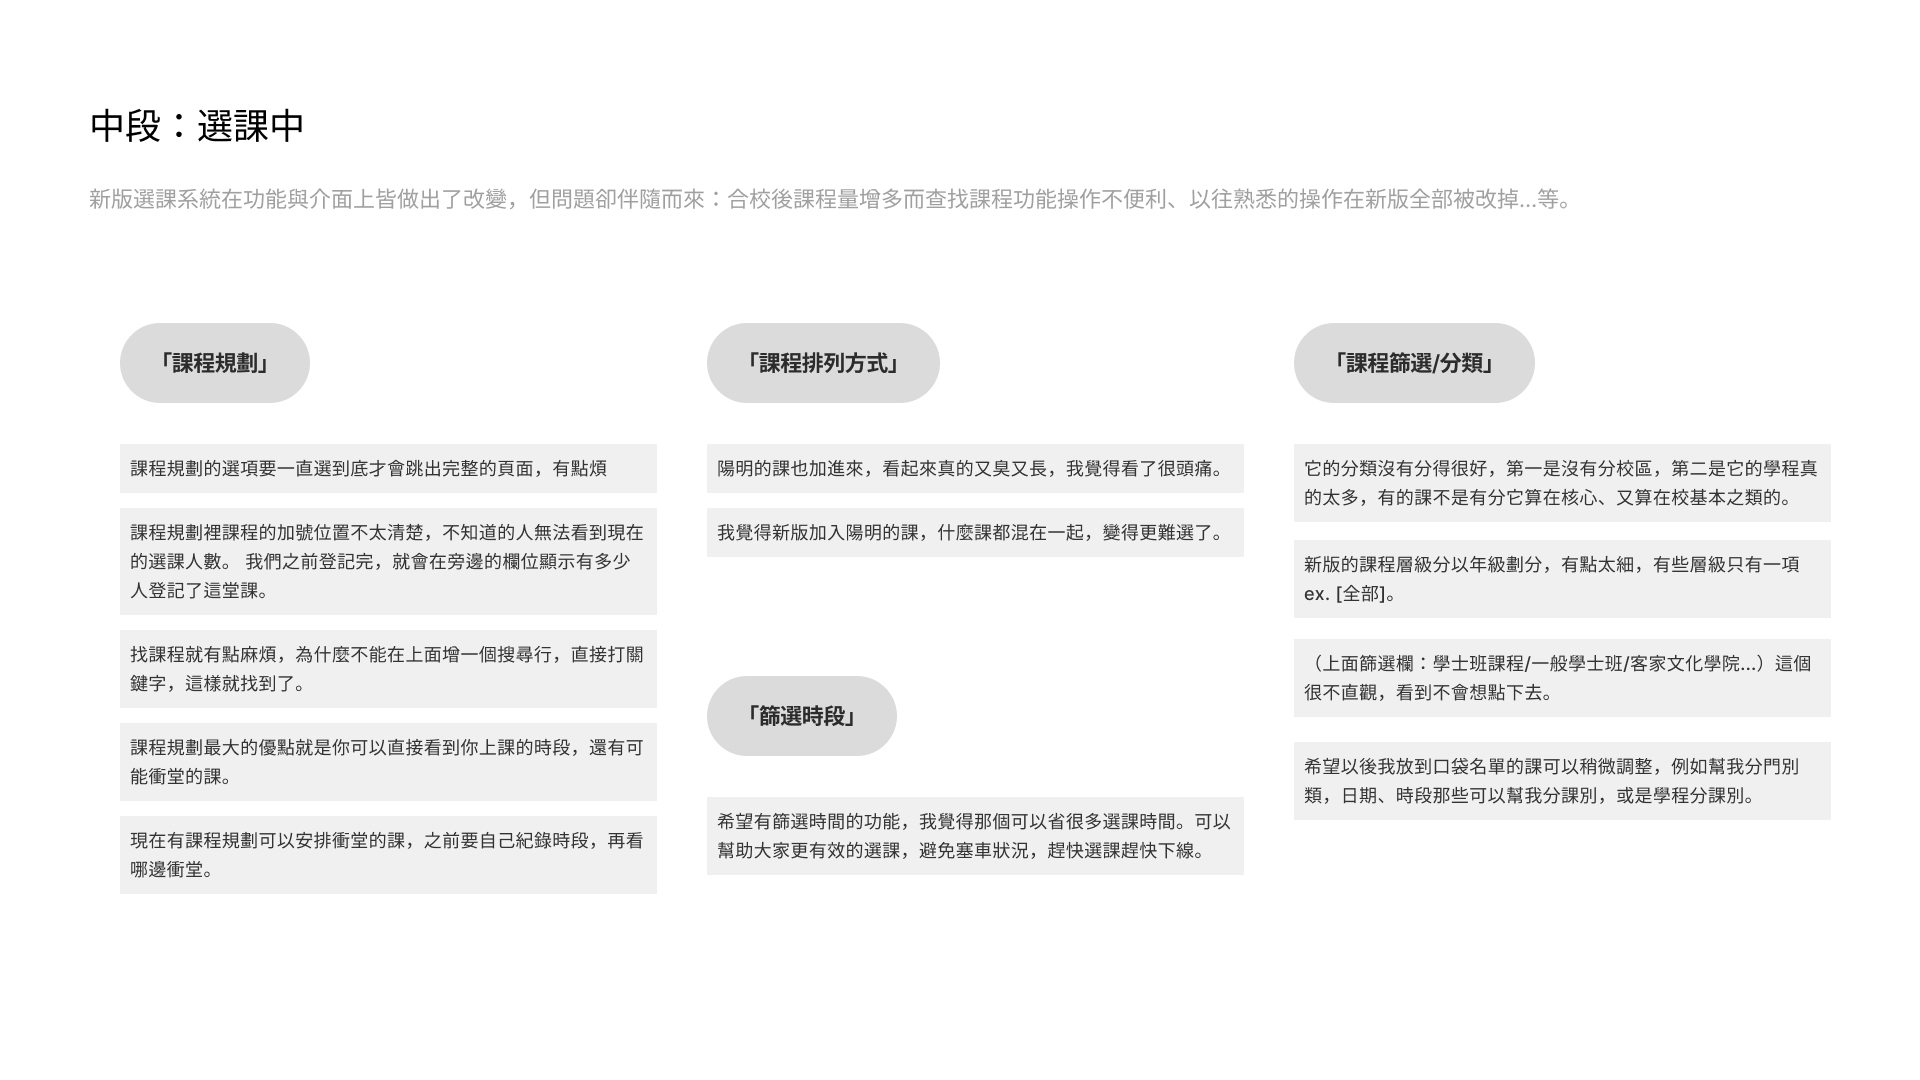 中段：選課中
新版選課系統在功能與介面上皆做出了改變，但問題卻伴隨而來：合校後課程量增多而查找課程功能操作不便利、以往熟悉的操作在新版全部被改掉...等。
「課程規劃」
課程規劃的選項要一直選到底才會跳出完整的頁面，有點煩
課程規劃裡課程的加號位置不太清楚，不知道的人無法看到現在
的選課人數。 我們之前登記完，就會在旁邊的欄位顯示有多少
人登記了這堂課。
找課程就有點麻煩，為什麼不能在上面增一個搜尋行，直接打關
鍵字，這樣就找到了。
課程規劃最大的優點就是你可以直接看到你上課的時段，還有可
能衝堂的課。
現在有課程規劃可以安排衝堂的課，之前要自己紀錄時段，再看
哪邊衝堂。
「課程排列方式」
陽明的課也加進來，看起來真的又臭又長，我覺得看了很頭痛。
我覺得新版加入陽明的課，什麼課都混在一起，變得更難選了。
「篩選時段」
希望有篩選時間的功能，我覺得那個可以省很多選課時間。可以
幫助大家更有效的選課，避免塞車狀況，趕快選課趕快下線。
「課程篩選/分類」
它的分類沒有分得很好，第一是沒有分校區，第二是它的學程真
的太多，有的課不是有分它算在核心、又算在校基本之類的。
新版的課程層級分以年級劃分，有點太細，有些層級只有一項
ex. [全部]。
（上面篩選欄：學士班課程/一般學士班/客家文化學院...）這個
很不直觀，看到不會想點下去。
希望以後我放到口袋名單的課可以稍微調整，例如幫我分門別
類，日期、時段那些可以幫我分課別，或是學程分課別。